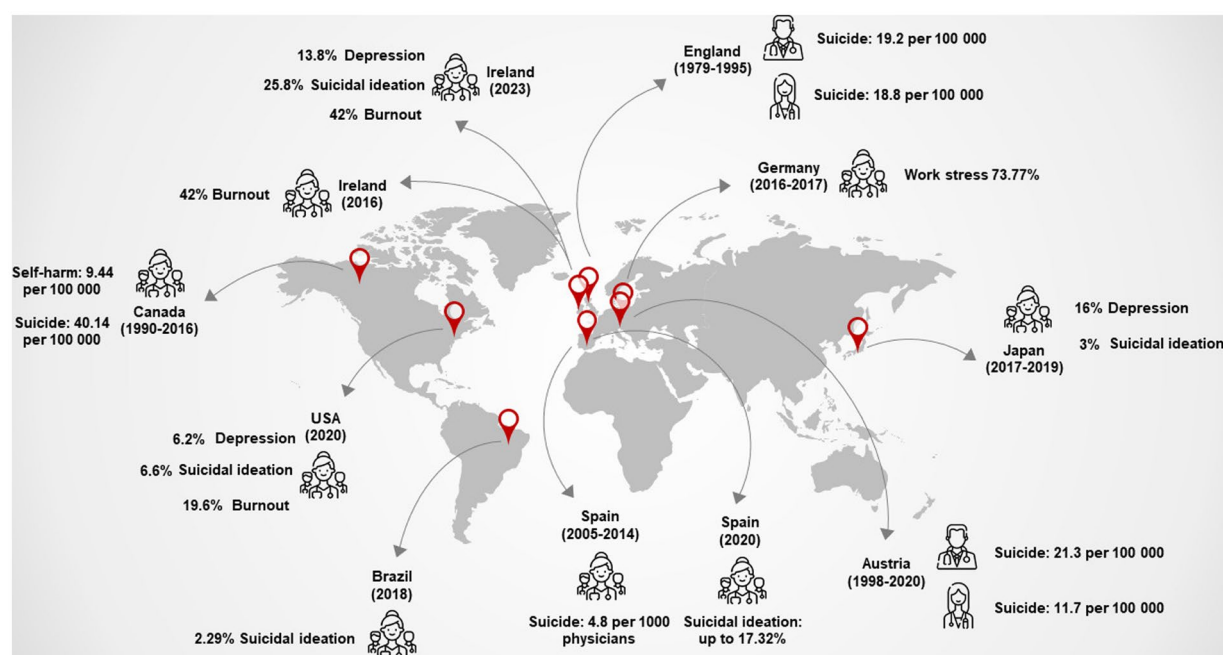 13.8% Depression
25.8% Suicidal ideation
42% Burnout
Ireland
(2023)
England
(1979-1995)
Suicide: 19.2 per 100 000
Suicide: 18.8 per 100 000
42% Burnout
Ireland
(2016)
Germany
(2016-2017)
Work stress 73.77%
Self-harm: 9.44
per 100 000
Suicide: 40.14
per 100 000
Canada
(1990-2016)
Japan
(2017-2019)
16% Depression
3% Suicidal ideation
USA
(2020)
6.2% Depression
6.6% Suicidal ideation
19.6% Burnout
Brazil
(2018)
2.29% Suicidal ideation
Spain
(2005-2014)
Suicide: 4.8 per 1000
physicians
Spain
(2020)
Suicidal ideation:
up to 17.32%
Austria
(1998-2020)
Suicide: 21.3 per 100 000
Suicide: 11.7 per 100 000